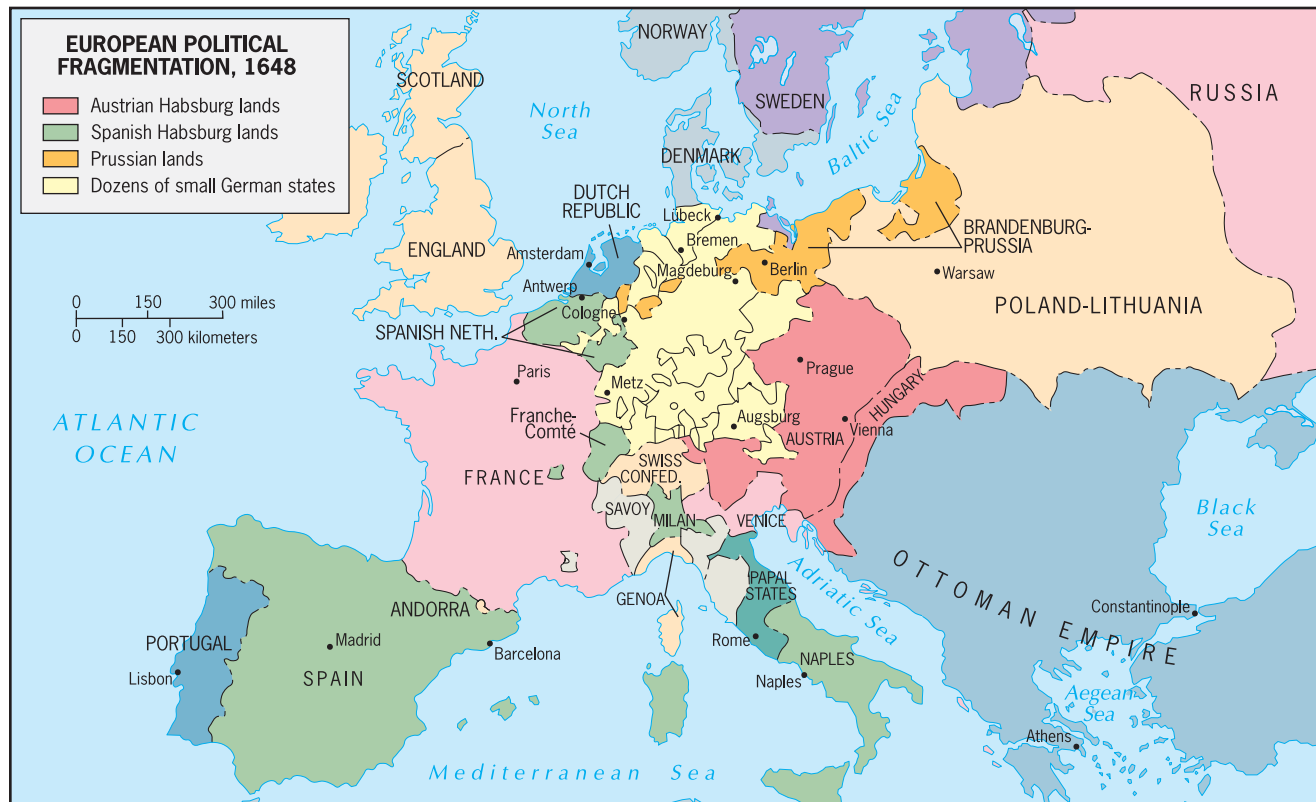 EUROPEAN POLITICAL
FRAGMENTATION, 1648
Austrian Habsburg lands
Spanish Habsburg lands
Prussian lands
Dozens of small German states
NORWAY
SCOTLAND
North
Sea
SWEDEN
Baltic Sea
RUSSIA
DENMARK
DUTCH
REPUBLIC
Lübeck
ENGLAND
Amsterdam
Bremen
BRANDENBURG-
PRUSSIA
Magdeburg
Berlin
Warsaw
Antwerp
0 150 300 miles
0 150 300 kilometers
Cologne
POLAND-LITHUANIA
SPANISH NETH.
Paris
Metz
Prague
HUNGARY
Franche-
Comté
Augsburg
Vienna
AUSTRIA
ATLANTIC
OCEAN
FRANCE
SWISS
CONFED.
SAVOY
MILAN
VENICE
Black
Sea
Adriatic Sea
OTTOMAN EMPIRE
PAPAL
STATES
GENOA
ANDORRA
Constantinople
PORTUGAL
Madrid
Barcelona
Rome
Lisbon
SPAIN
NAPLES
Naples
Aegean
Sea
Athens
Mediterranean Sea